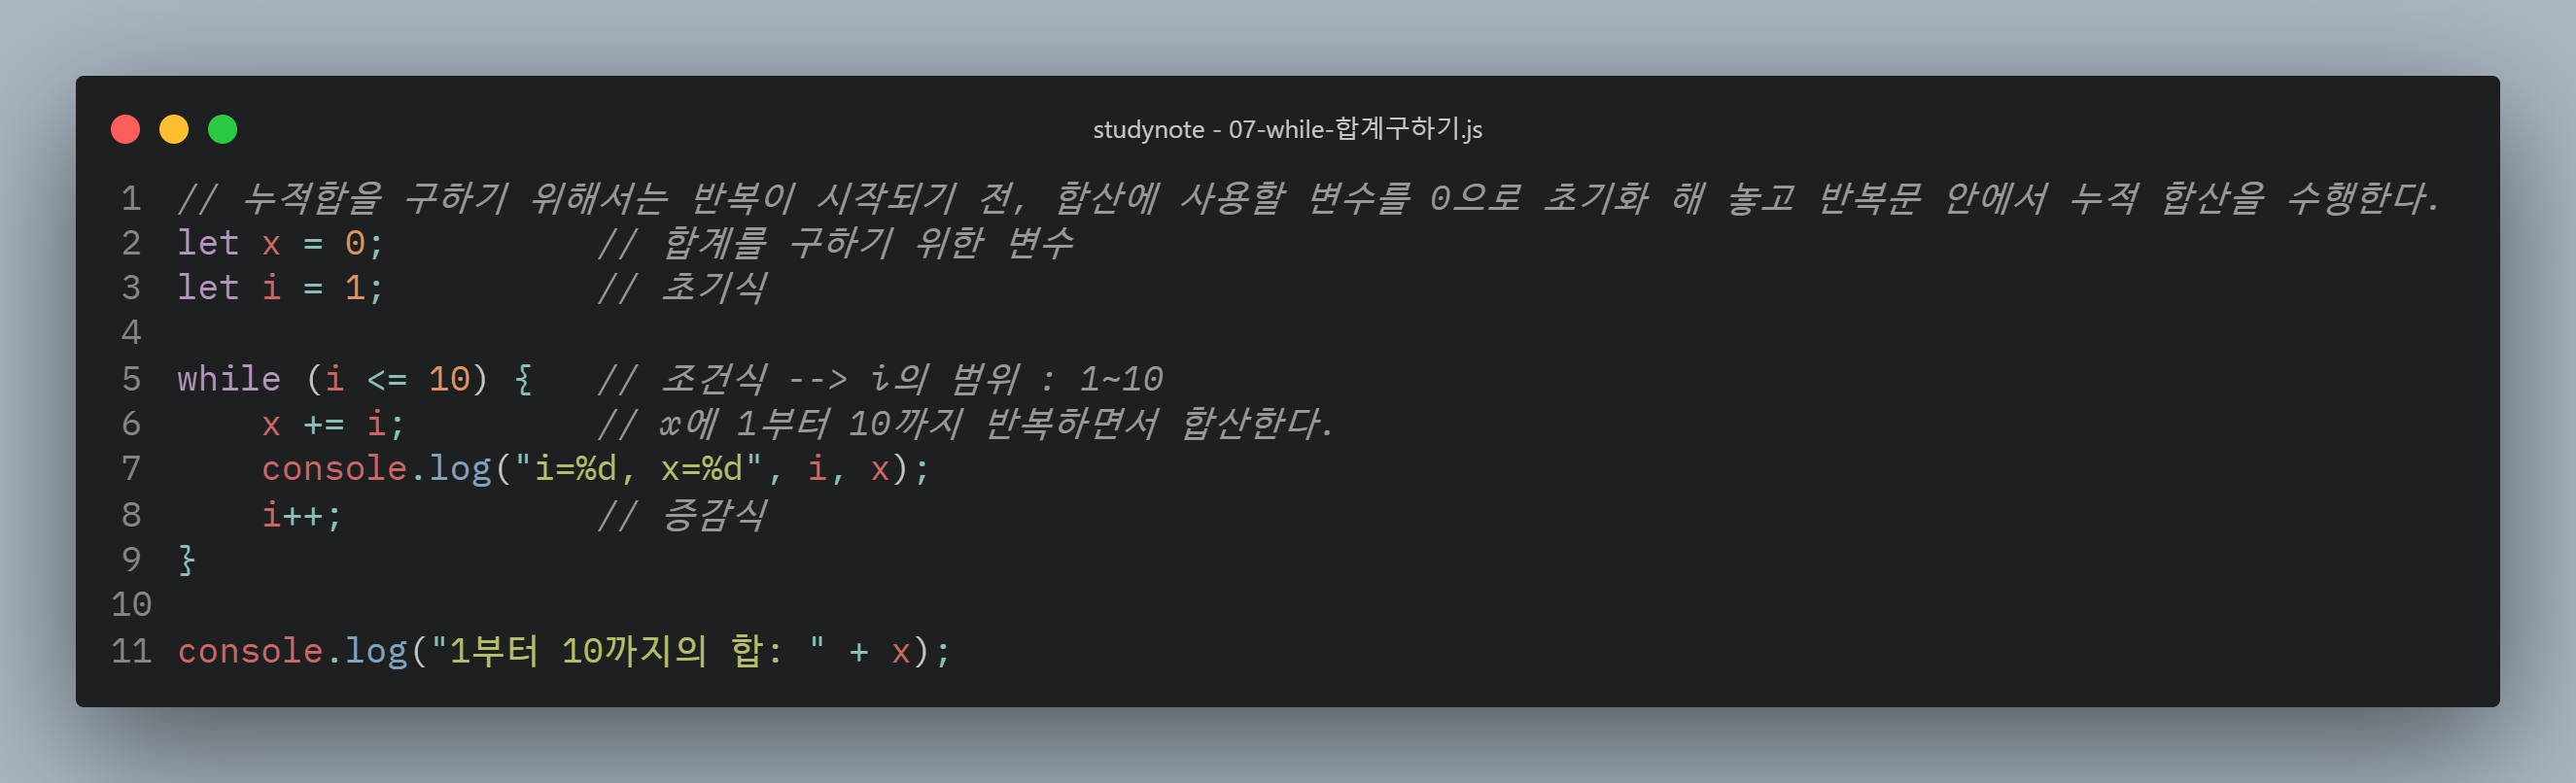 studynote - 07-while-합계구하기.js
1 // 누적합을 구하기 위해서는 반복이 시작되기 전, 합산에 사용할 변수를 0으로 초기화 해 놓고 반복문 안에서 누적 합산을 수행한다.
2 let x = 0;          // 합계를 구하기 위한 변수
3 let i = 1;          // 초기식
4
5 while (i <= 10) {   // 조건식 --> i의 범위 : 1~10
6     x += i;         // x에 1부터 10까지 반복하면서 합산한다.
7     console.log("i=%d, x=%d", i, x);
8     i++;            // 증감식
9 }
10
11 console.log("1부터 10까지의 합: " + x);